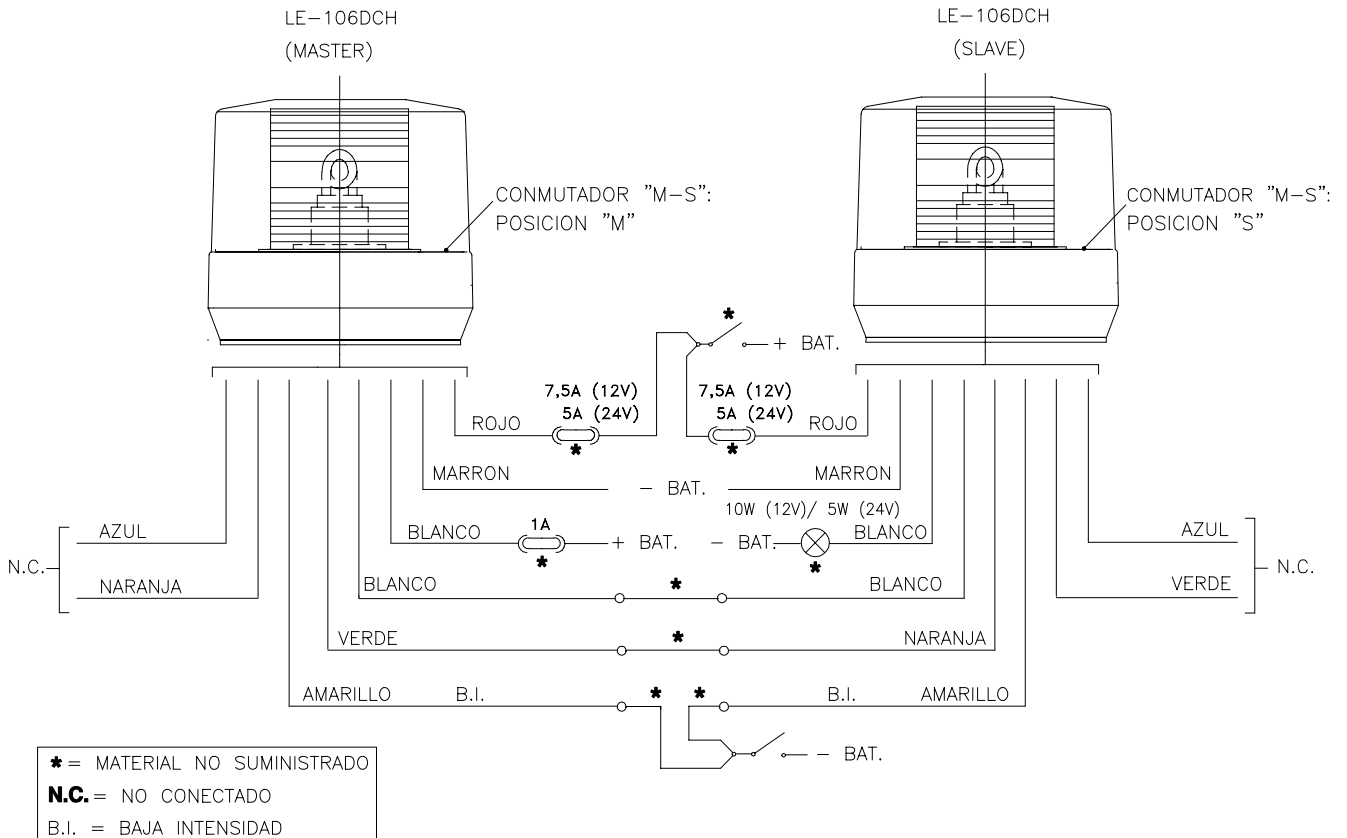 LE-106DCH
(MASTER)
LE-106DCH
(SLAVE)
CONMUTADOR "M-S":
POSICION "M"
CONMUTADOR "M-S":
POSICION "S"
* 
+ BAT.
7,5A (12V)
5A (24V)
7,5A (12V)
5A (24V)
ROJO
*
*
ROJO
MARRON
- BAT.
MARRON
10W (12V)/ 5W (24V)
AZUL
BLANCO
1A
+ BAT.
- BAT.
BLANCO
AZUL
*
*
N.C.
N.C.
NARANJA
BLANCO
*
BLANCO
VERDE
VERDE
*
NARANJA
AMARILLO
B.I.
*
*
B.I.
AMARILLO
- BAT.
* = MATERIAL NO SUMINISTRADO
N.C. = NO CONECTADO
B.I. = BAJA INTENSIDAD